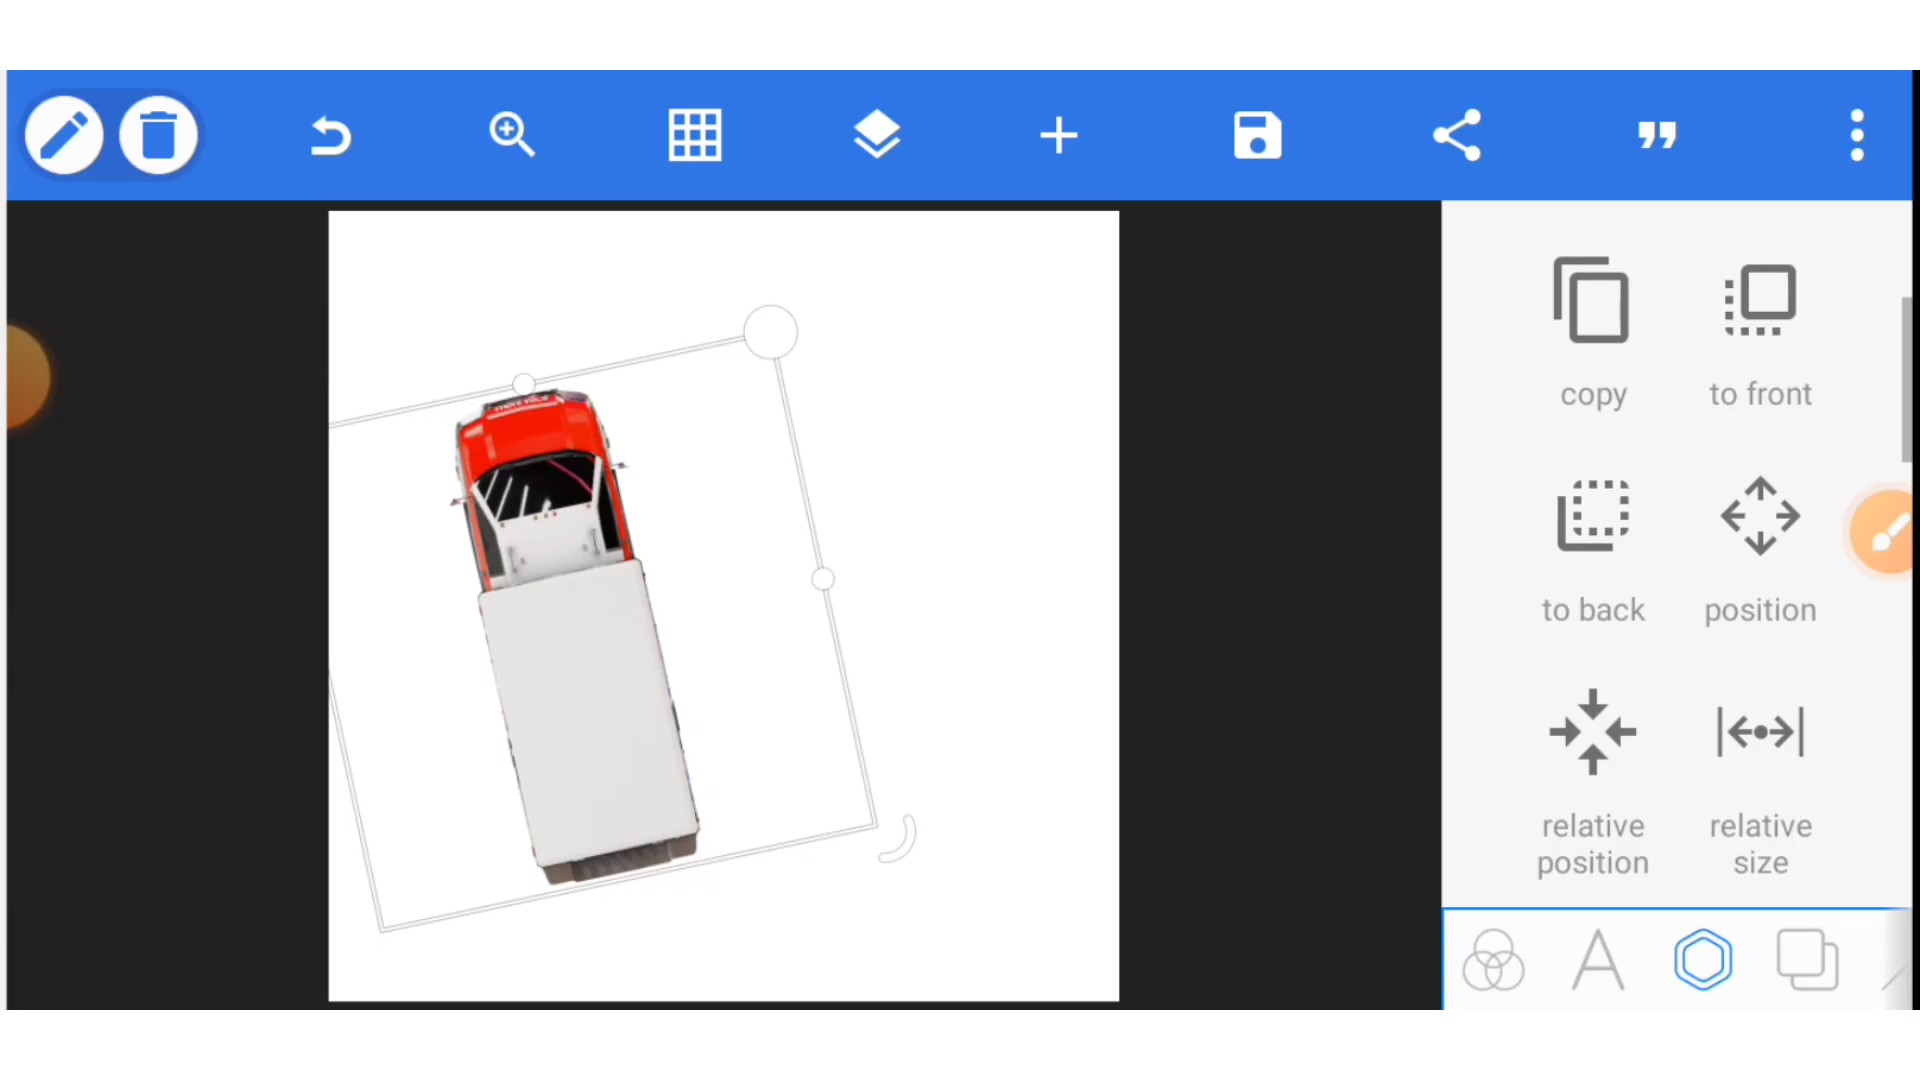 copy
to front
to back
position
relative
position
relative
size